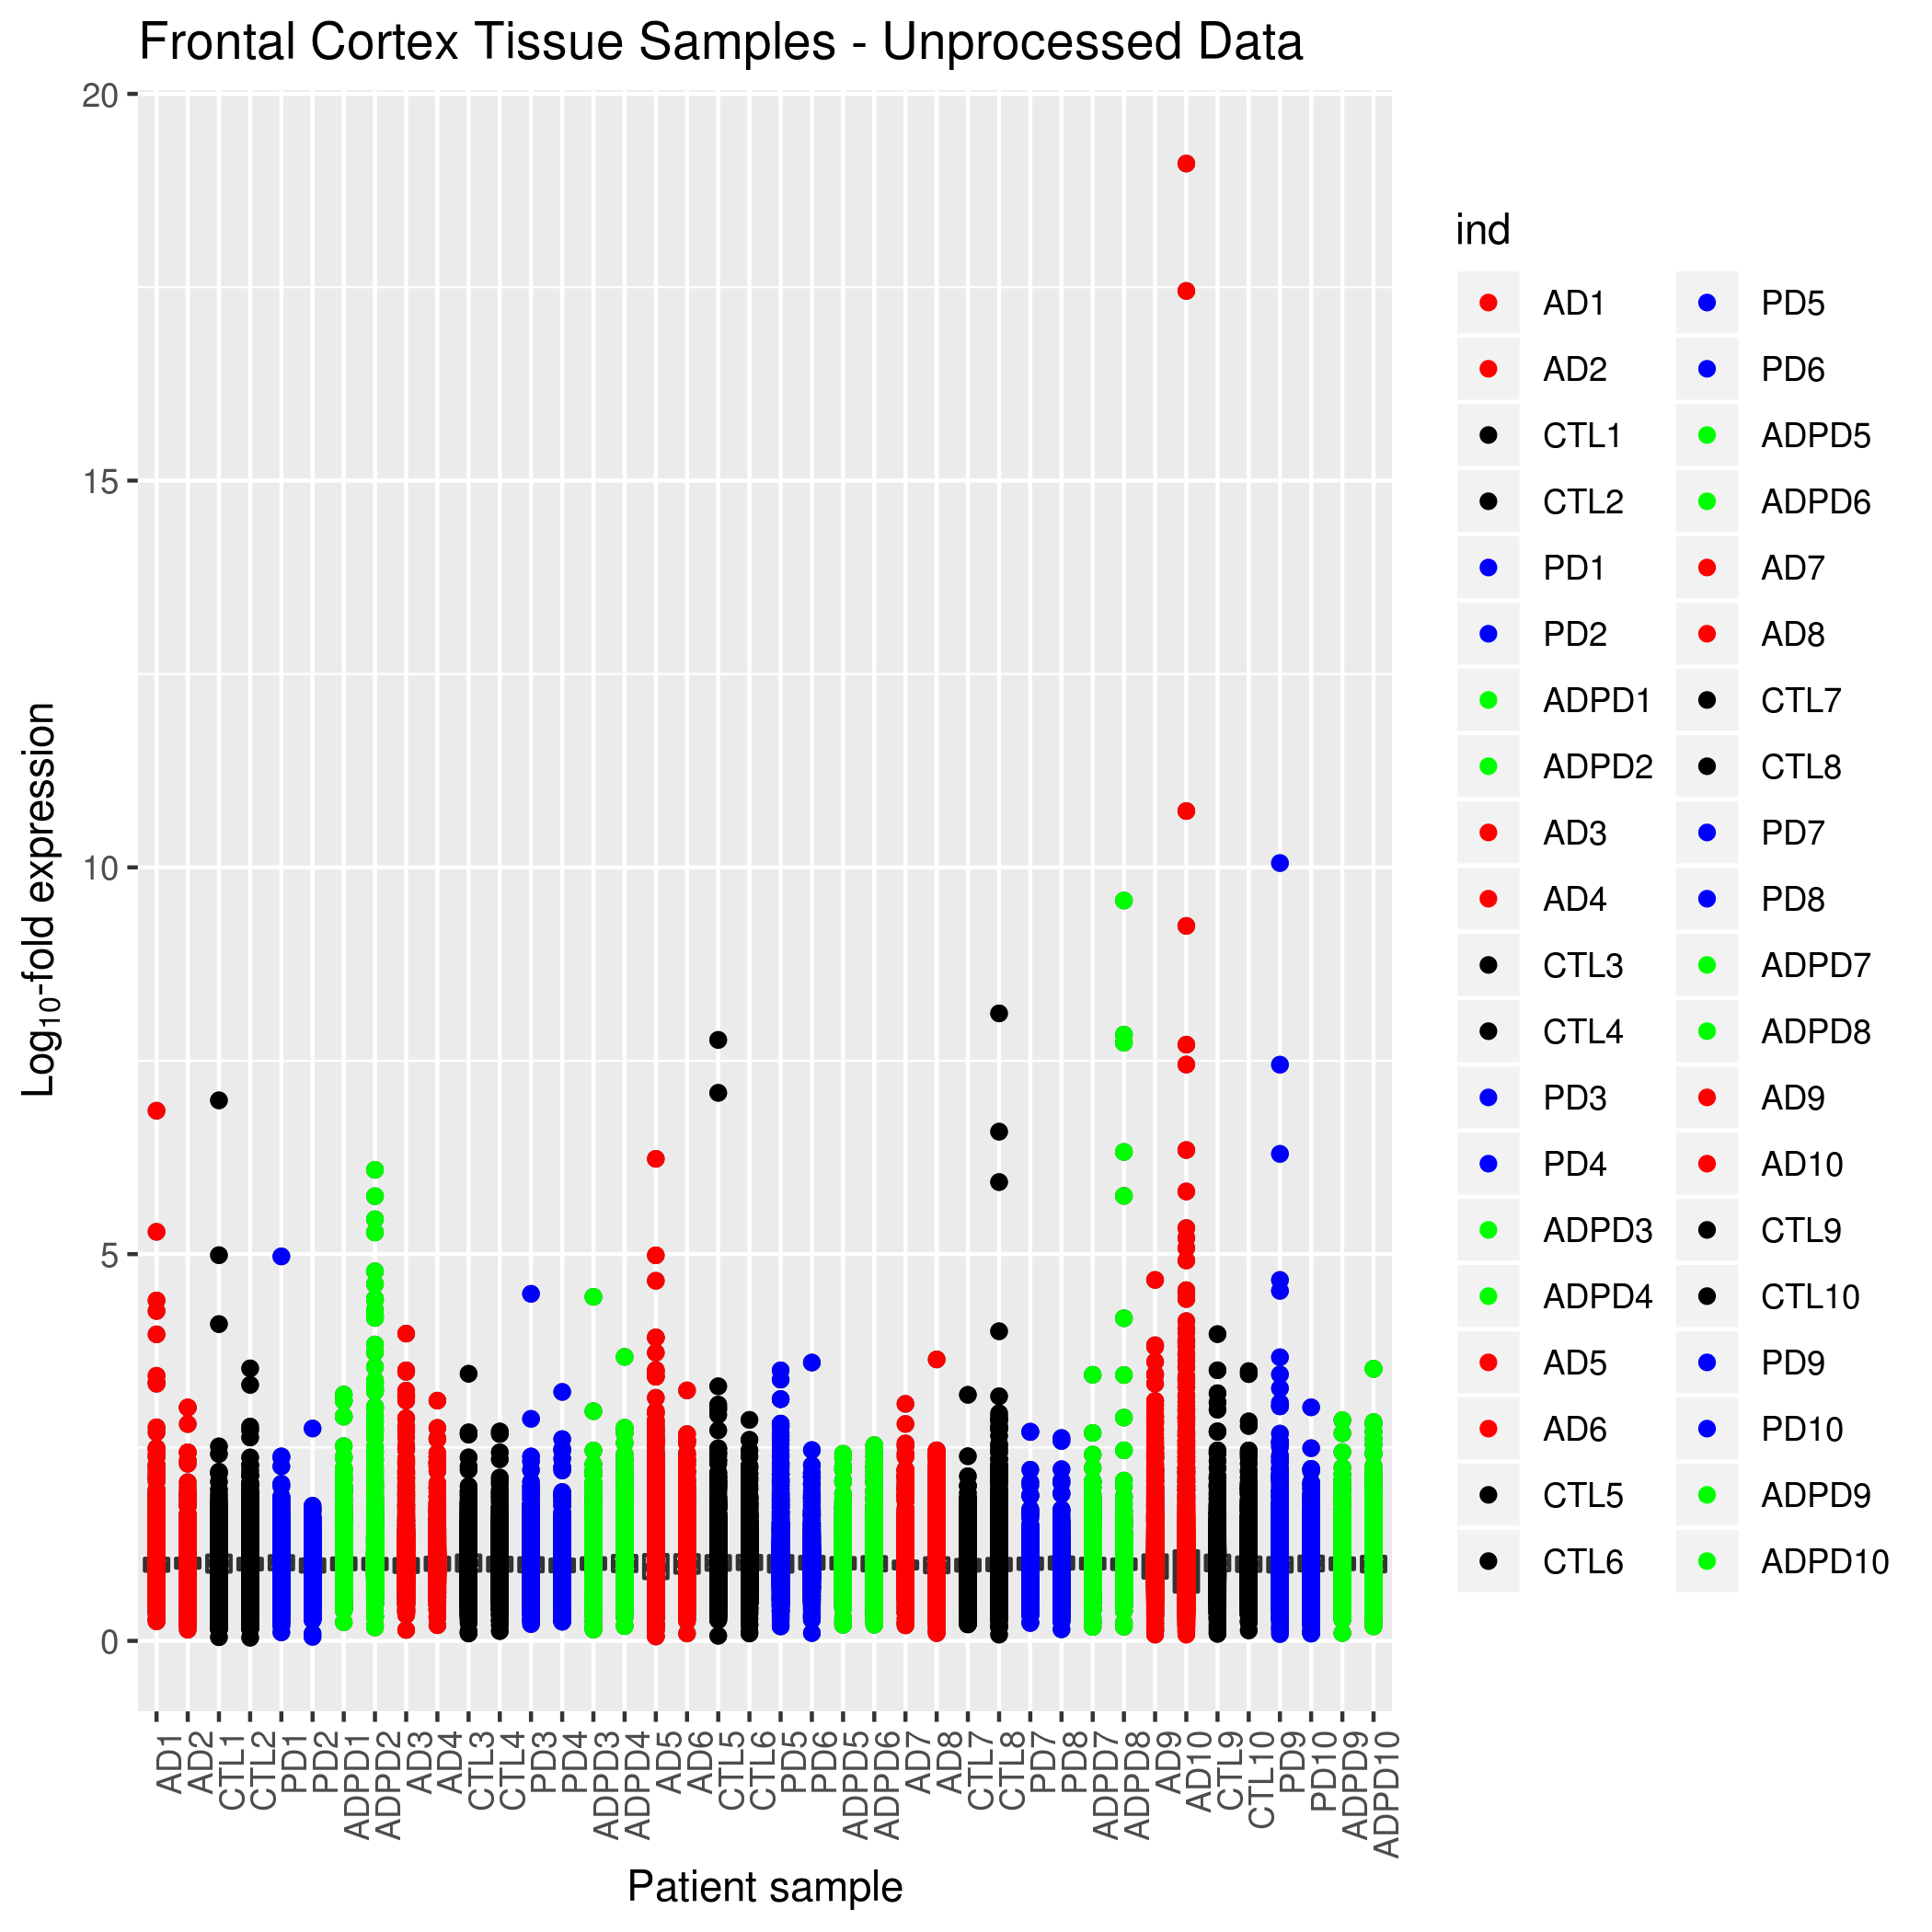 Frontal Cortex Tissue Samples - Unprocessed Data
20
15
10
5
0
Log10-fold expression
AD1
AD2
CTL1
CTL2
PD1
PD2
ADPD1
ADPD2
AD3
AD4
CTL3
CTL4
PD3
PD4
ADPD3
ADPD4
AD5
AD6
CTL5
CTL6
PD5
PD6
ADPD5
ADPD6
AD7
AD8
CTL7
CTL8
PD7
PD8
ADPD7
ADPD8
AD9
AD10
CTL9
CTL10
PD9
PD10
ADPD9
ADPD10
Patient sample
ind
AD1
AD2
CTL1
CTL2
PD1
PD2
ADPD1
ADPD2
AD3
AD4
CTL3
CTL4
PD3
PD4
ADPD3
ADPD4
AD5
AD6
CTL5
CTL6
PD5
PD6
ADPD5
ADPD6
AD7
AD8
CTL7
CTL8
PD7
PD8
ADPD7
ADPD8
AD9
AD10
CTL9
CTL10
PD9
PD10
ADPD9
ADPD10